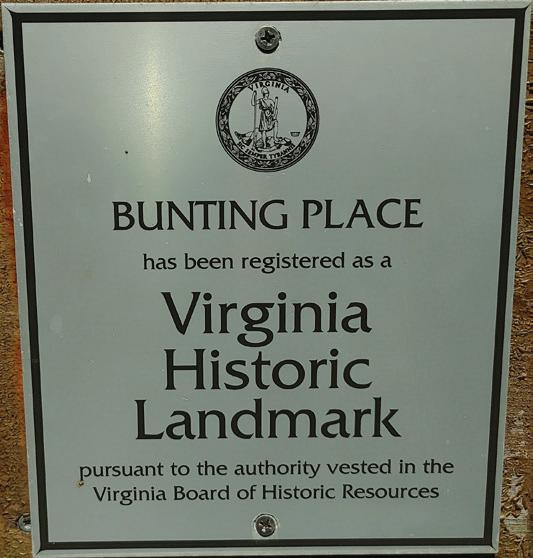 VIRGINIA
SIC SEMPER TYRANNIS
BUNTING PLACE
has been registered as a
Virginia
Historic
Landmark
pursuant to the authority vested in the
Virginia Board of Historic Resources